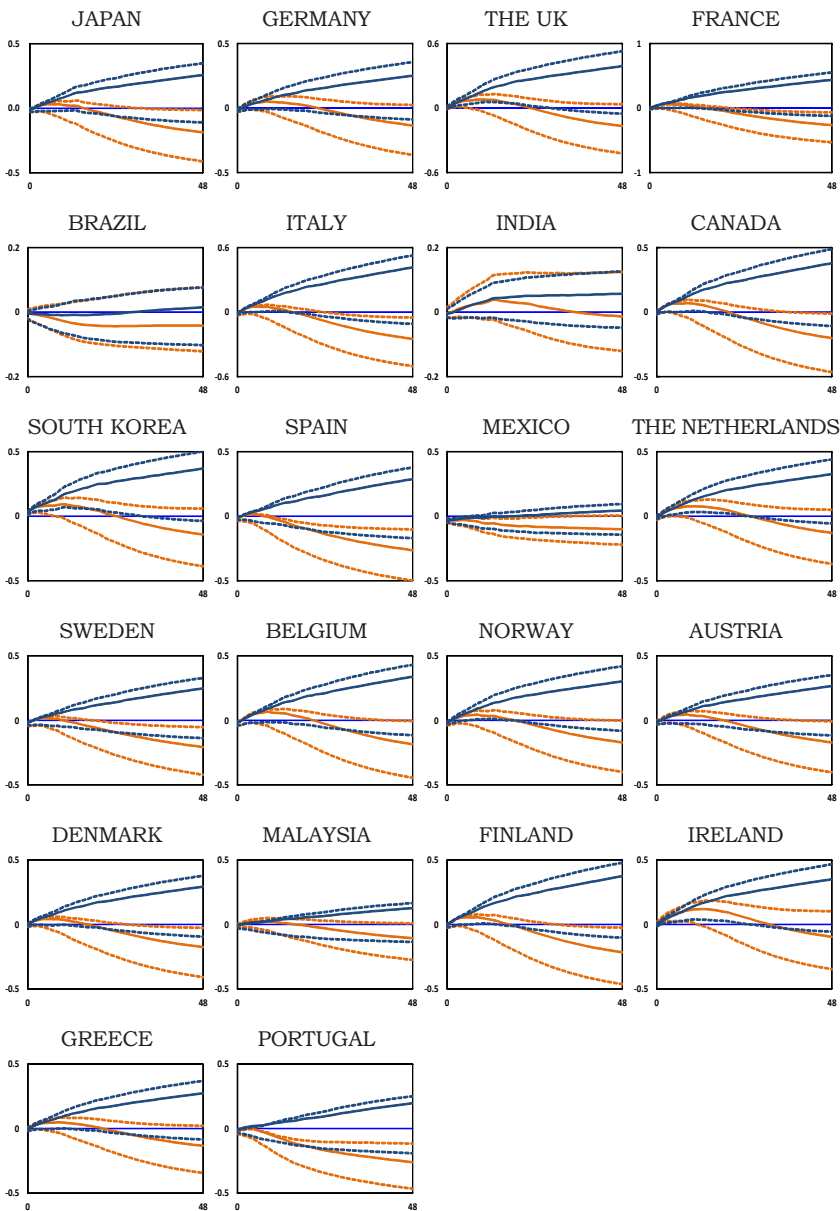 JAPAN GERMANY THE UK FRANCE
0.5 0.5 0.6 1
0.0 0 0 0
-0.5 0.5 -0.6 -1
0 48 0 48 0 48 0 48
BRAZIL ITALY INDIA CANADA
0.2 0.6 0.2 0.5
0 0 0 0
-0.2 -0.6 -0.2 -0.5
0 48 0 48 0 48 0 48
SOUTH KOREA SPAIN MEXICO THE NETHERLANDS
0.5 0.5 0.5 0.5
0 0 0 0
-0.5 -0.5 -0.5 -0.5
0 48 0 48 0 48 0 48
SWEDEN BELGIUM NORWAY AUSTRIA
0.5 0.5 0.5 0.5
0 0 0 0
0.5 -0.5 -0.5 -0.5
0 48 0 48 0 48 0 48
DENMARK MALAYSIA FINLAND IRELAND
0.5 0.5 0.5 0.5
0 0 0 0
-0.5 -0.5 -0.5 -0.5
0 48 0 48 0 48 0 48
GREECE PORTUGAL
0.5 0.5
0 0
-0.5 -0.5
0 48 0 48